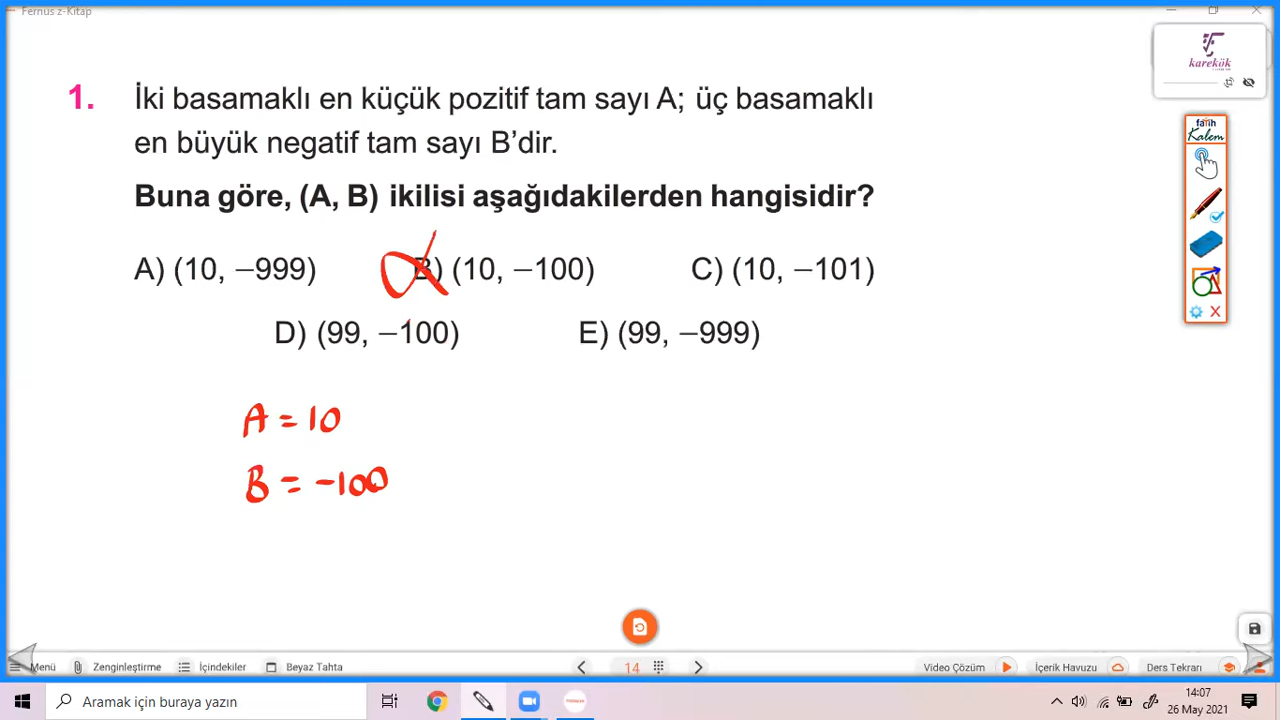 Fernus z-Kitap
karekök
1. İki basamaklı en küçük pozitif tam sayı A; üç basamaklı
en büyük negatif tam sayı B’dir.
Buna göre, (A, B) ikilisi aşağıdakilerden hangisidir?
A) (10, −999) B) (10, −100) C) (10, −101)
D) (99, −100) E) (99, −999)
A = 10
B = -100
fatih
Kalem
Menü Zenginleştirme İçindekiler Beyaz Tahta 14 Video Çözüm İçerik Havuzu Ders Tekrarı
Aramak için buraya yazın
14:07
26 May 2021